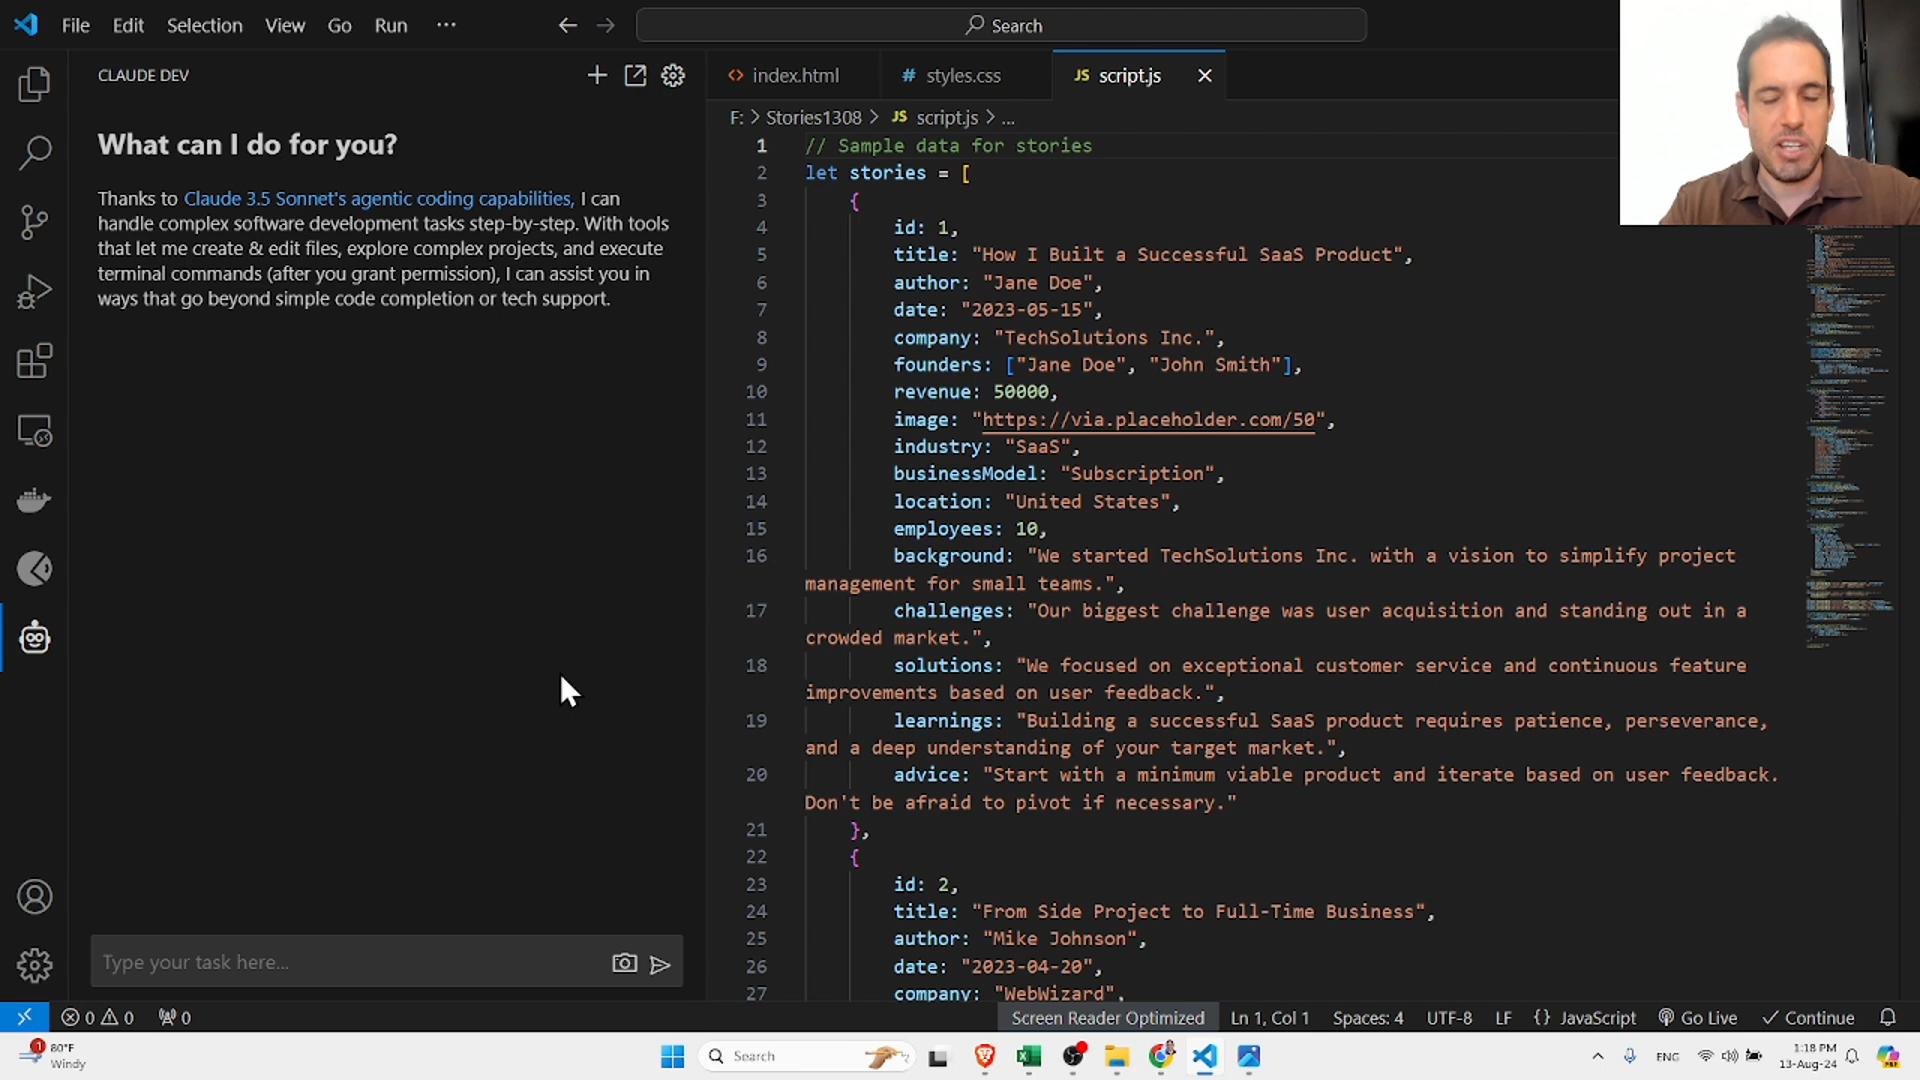 File Edit Selection View Go Run ···
Search
CLAUDE DEV
index.html
# styles.css
JS script.js
F: > Stories1308 > JS script.js > ...
What can I do for you?
Thanks to Claude 3.5 Sonnet's agentic coding capabilities, I can
handle complex software development tasks step-by-step. With tools
that let me create & edit files, explore complex projects, and execute
terminal commands (after you grant permission), I can assist you in
ways that go beyond simple code completion or tech support.
Type your task here...
1 // Sample data for stories
2 let stories = [
3 {
4 id: 1,
5 title: "How I Built a Successful SaaS Product",
6 author: "Jane Doe",
7 date: "2023-05-15",
8 company: "TechSolutions Inc.",
9 founders: ["Jane Doe", "John Smith"],
10 revenue: 50000,
11 image: "https://via.placeholder.com/50",
12 industry: "SaaS",
13 businessModel: "Subscription",
14 location: "United States",
15 employees: 10,
16 background: "We started TechSolutions Inc. with a vision to simplify project
management for small teams.",
17 challenges: "Our biggest challenge was user acquisition and standing out in a
crowded market.",
18 solutions: "We focused on exceptional customer service and continuous feature
improvements based on user feedback.",
19 learnings: "Building a successful SaaS product requires patience, perseverance,
and a deep understanding of your target market.",
20 advice: "Start with a minimum viable product and iterate based on user feedback.
Don't be afraid to pivot if necessary."
21 },
22 {
23 id: 2,
24 title: "From Side Project to Full-Time Business",
25 author: "Mike Johnson",
26 date: "2023-04-20",
27 company: "WebWizard",
0 0 0
Screen Reader Optimized Ln 1, Col 1 Spaces: 4 UTF-8 LF {} JavaScript Go Live Continue
1 80°F
Windy
Search
ENG
1:18 PM
13-Aug-24